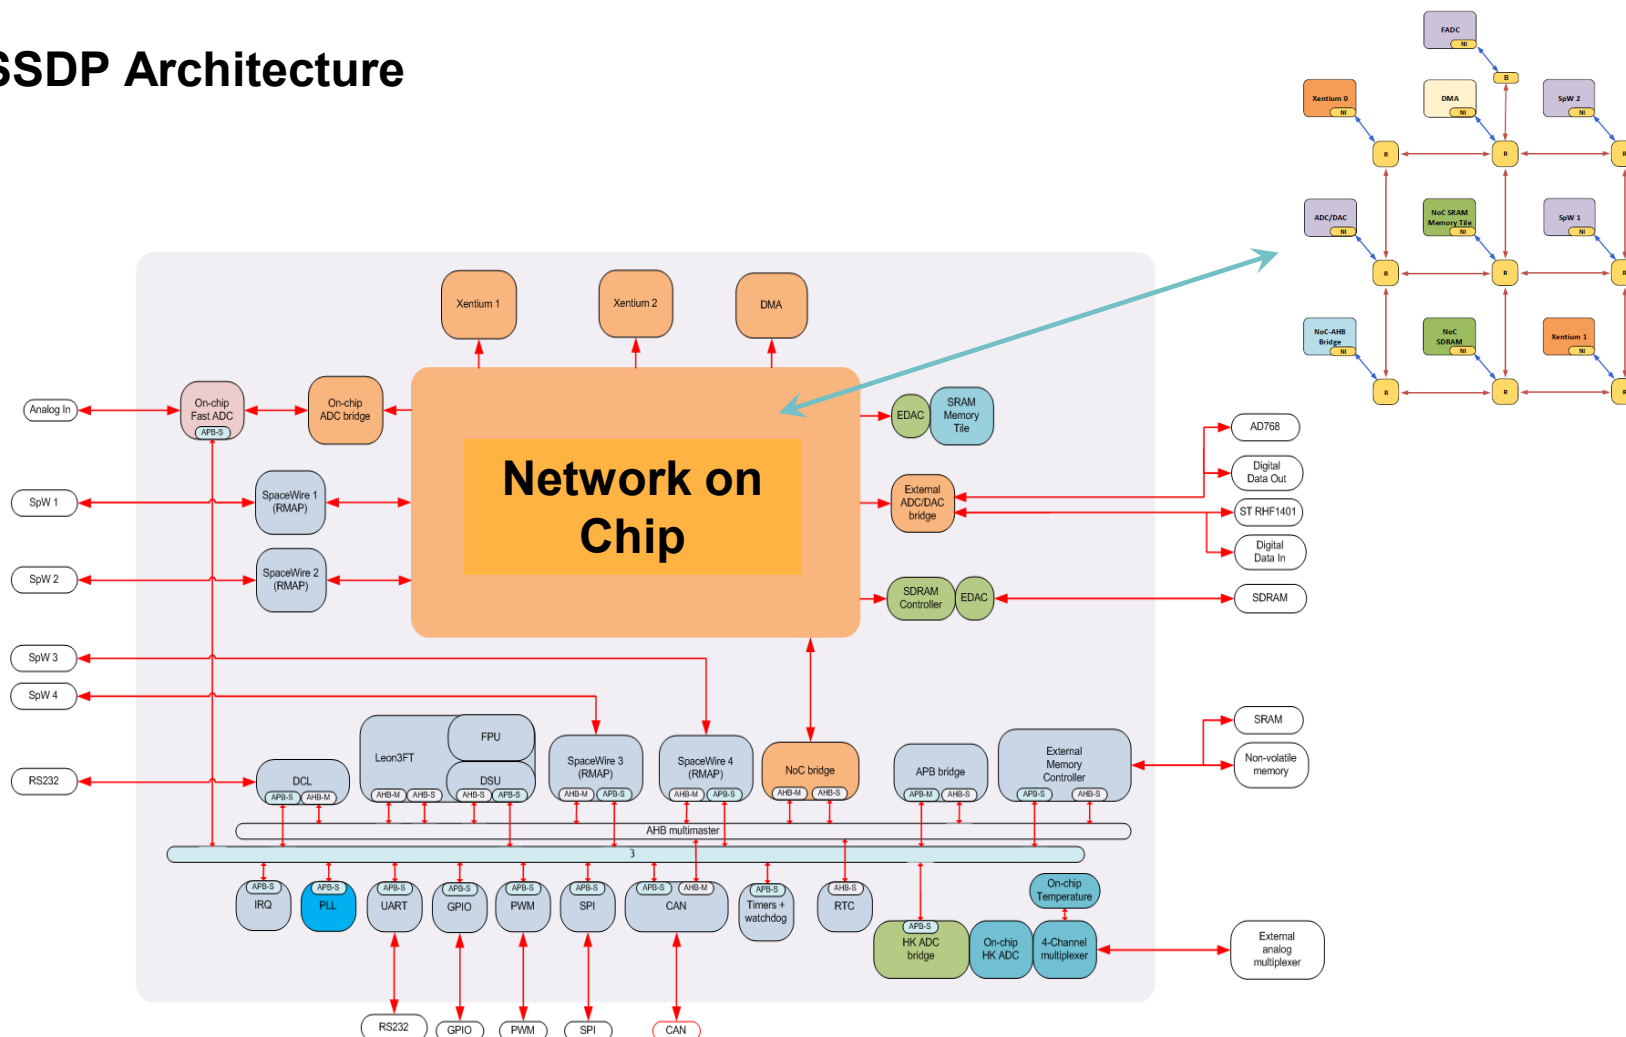 SSDP Architecture
FADC
NI
B
Xentium 0
NI
DMA
NI
SpW 2
NI
R
R
R
ADC/DAC
NI
NoC SRAM
Memory Tile
NI
SpW 1
NI
R
R
R
NoC-AHB
Bridge
NI
NoC
SDRAM
NI
Xentium 1
NI
R
R
R
Xentium 1
Xentium 2
DMA
Analog In
On-chip
Fast ADC
APB-S
On-chip
ADC bridge
EDAC
SRAM
Memory
Tile
AD768
Digital
Data Out
Network on
Chip
SpW 1
SpaceWire 1
(RMAP)
External
ADC/DAC
bridge
ST RHF1401
Digital
Data In
SpW 2
SpaceWire 2
(RMAP)
SDRAM
Controller
EDAC
SDRAM
SpW 3
SpW 4
SRAM
Non-volatile
memory
RS232
DCL
APB-S
AHB-M
Leon3FT
FPU
DSU
AHB-M
AHB-S
AHB-S
APB-S
SpaceWire 3
(RMAP)
AHB-M
APB-S
SpaceWire 4
(RMAP)
AHB-M
APB-S
NoC bridge
AHB-M
AHB-S
APB bridge
APB-M
AHB-S
External
Memory
Controller
APB-S
AHB-S
AHB multimaster
APB-S
IRQ
APB-S
PLL
APB-S
UART
APB-S
GPIO
APB-S
PWM
APB-S
SPI
APB-S
AHB-M
CAN
APB-S
Timers +
watchdog
AHB-S
RTC
On-chip
Temperature
APB-S
HK ADC
bridge
On-chip
HK ADC
4-Channel
multiplexer
External
analog
multiplexer
RS232
GPIO
PWM
SPI
CAN